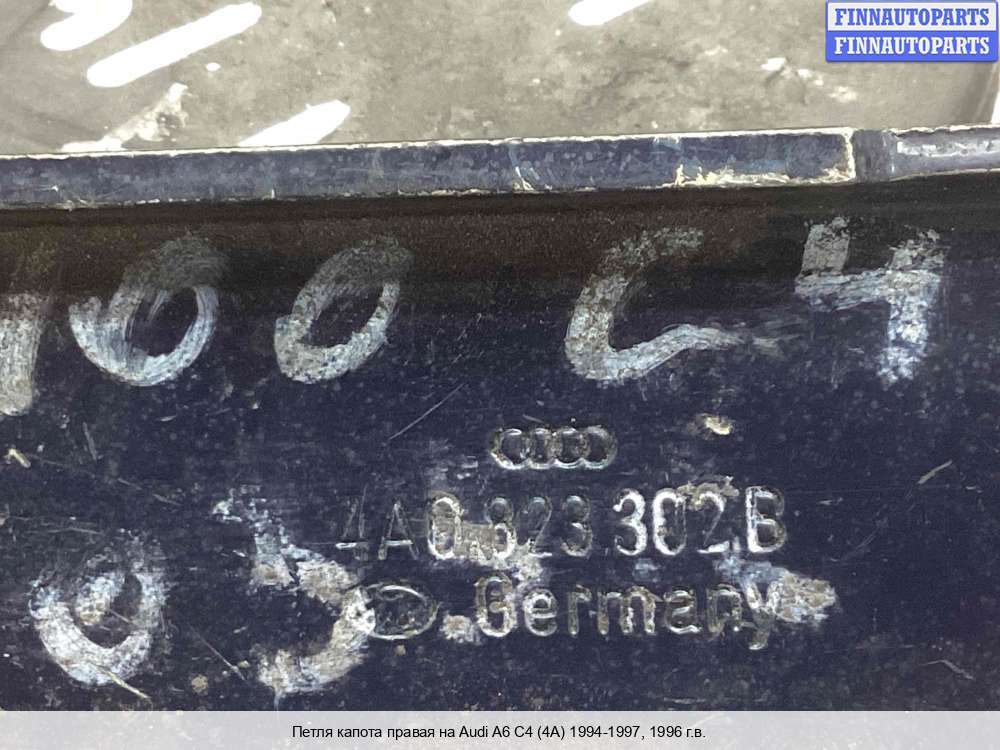 FINNAUTOPARTS
FINNAUTOPARTS
100 C4
4A0 823 302 B
Germany
Петля капота правая на Audi A6 C4 (4A) 1994-1997, 1996 г.в.